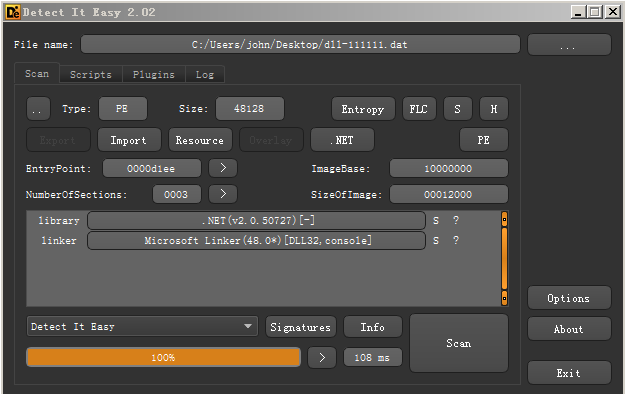 Detect It Easy 2.02
File name: C:/Users/john/Desktop/dll-111111.dat ...
Scan Scripts Plugins Log
.. Type: PE Size: 48128 Entropy FLC S H
Export Import Resource Overlay .NET PE
EntryPoint: 0000d1ee > ImageBase: 10000000
NumberOfSections: 0003 > SizeOfImage: 00012000
library .NET(v2.0.50727)[-] S ?
linker Microsoft Linker(48.0*)[DLL32,console] S ?
Options
Detect It Easy Signatures Info Scan About
100% > 108 ms
Exit